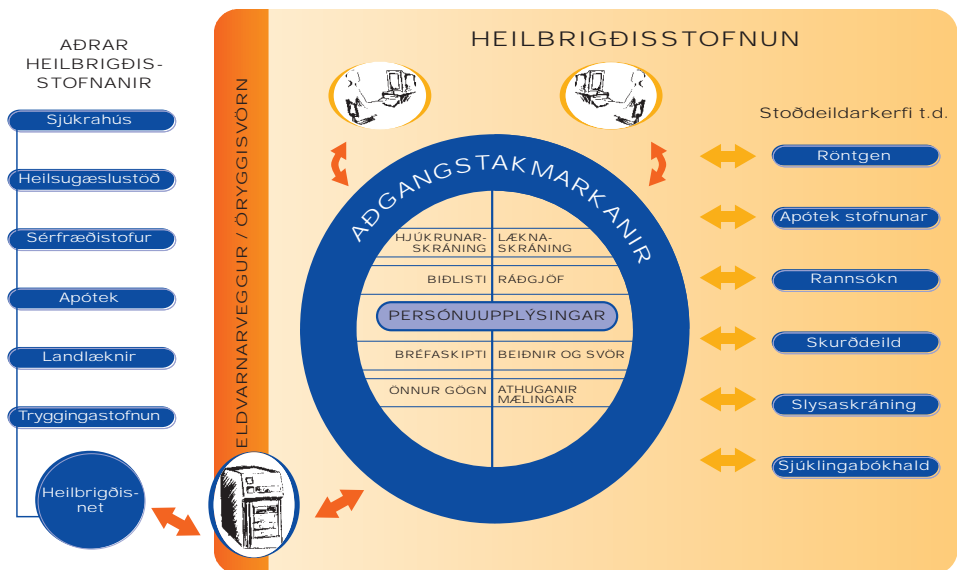 AÐRAR
HEILBRIGÐIS-
STOFNANIR
Sjúkrahús
Heilsugæslustöð
Sérfræðistofur
Apótek
Landlæknir
Tryggingastofnun
Heilbrigðis-
net
ELDVARNARVEGGUR / ÖRYGGISVÖRN
HEILBRIGÐISSTOFNUN
AÐGANGSTAKMARKANIR
HJÚKRUNAR-
SKRÁNING
LÆKNA-
SKRÁNING
BIÐLISTI
RÁÐGJÖF
PERSÓNUUPPLÝSINGAR
BRÉFASKIPTI
BEIÐNIR OG SVÖR
ÖNNUR GÖGN
ATHUGANIR
MÆLINGAR
Stoðdeildarkerfi t.d.
Röntgen
Apótek stofnunar
Rannsókn
Skurðdeild
Slysaskráning
Sjúklingabókhald